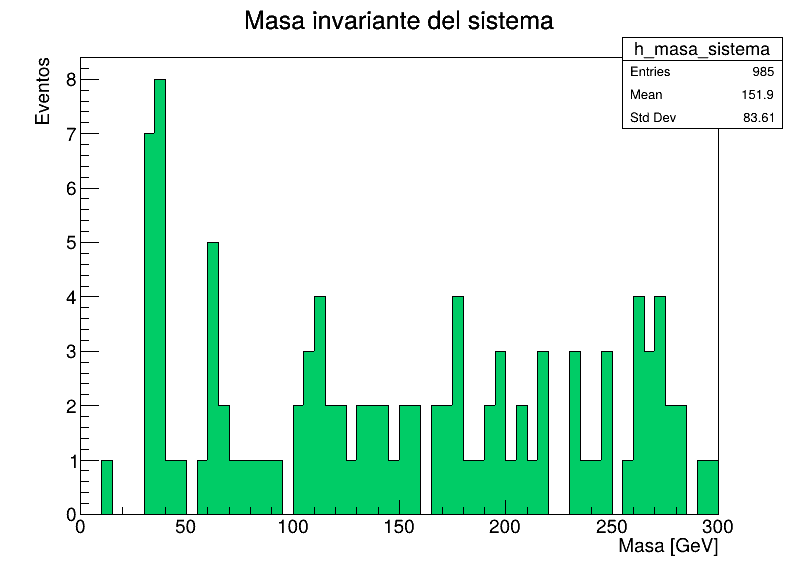 Masa invariante del sistema
h_masa_sistema
Entries 985
Mean 151.9
Std Dev 83.61
Eventos
8
7
6
5
4
3
2
1
0
0 50 100 150 200 250 300
Masa [GeV]